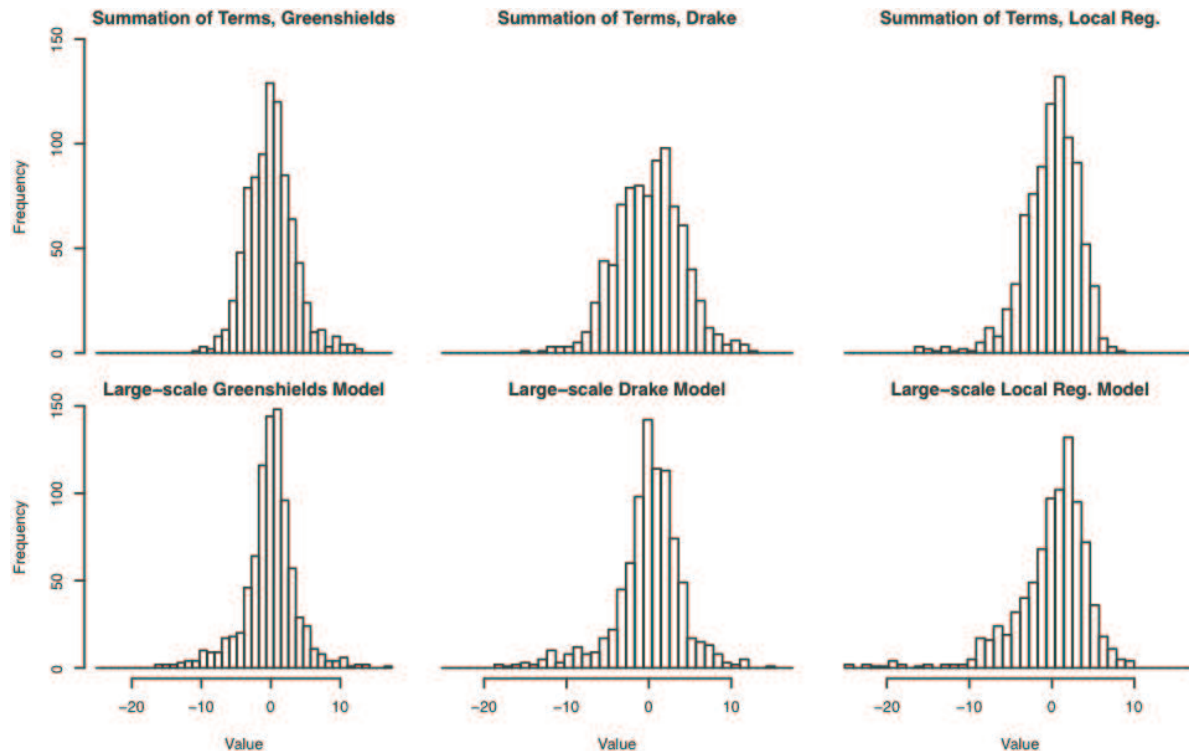 Summation of Terms, Greenshields
Summation of Terms, Drake
Summation of Terms, Local Reg.
150
100
50
0
Frequency
Large−scale Greenshields Model
Large−scale Drake Model
Large−scale Local Reg. Model
150
100
50
0
Frequency
−20 −10 0 10
−20 −10 0 10
−20 −10 0 10
Value
Value
Value